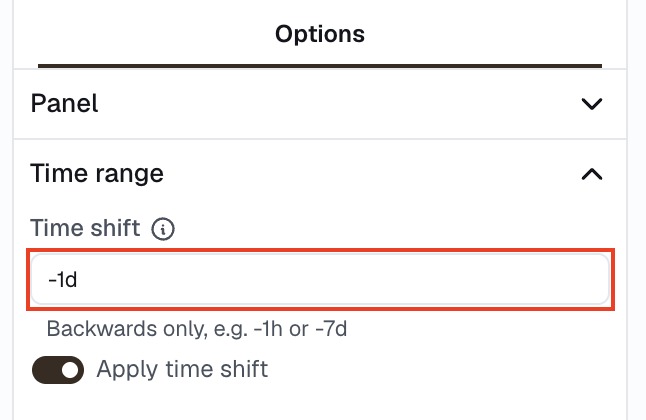 Options
Panel
Time range
Time shift
-1d
Backwards only, e.g. -1h or -7d
Apply time shift